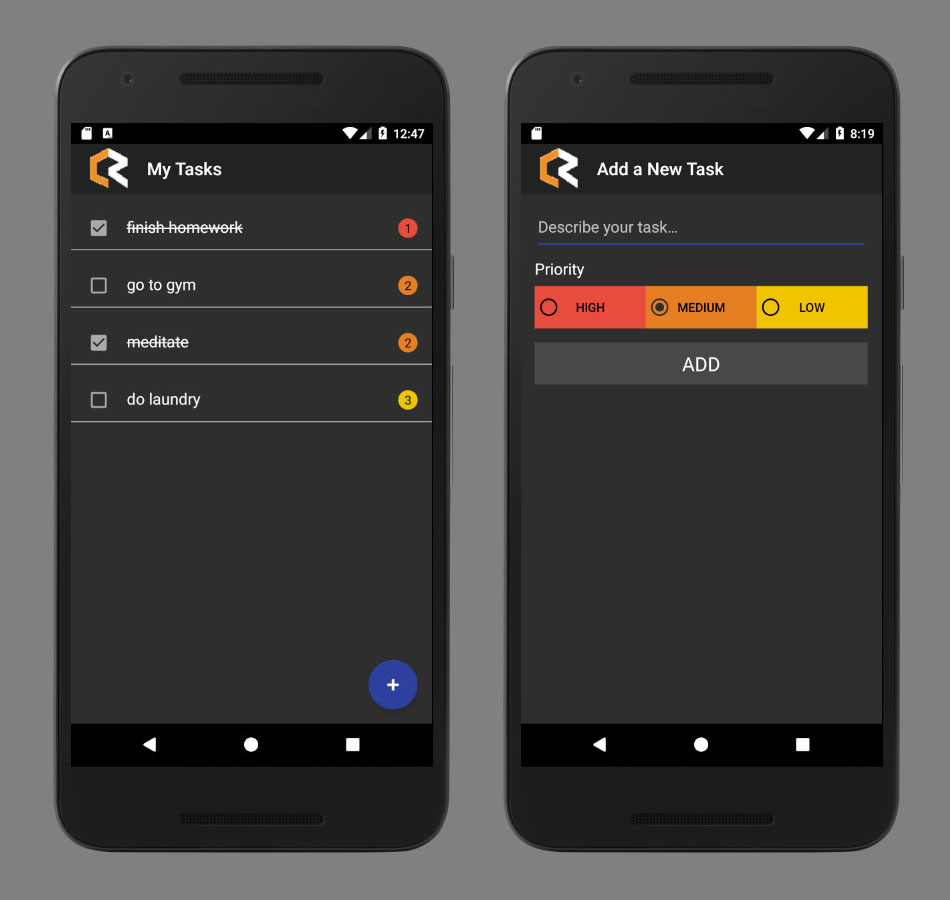 12:47
My Tasks
finish homework 1
go to gym 2
meditate 2
do laundry 3
+
8:19
Add a New Task
Describe your task...
Priority
HIGH MEDIUM LOW
ADD